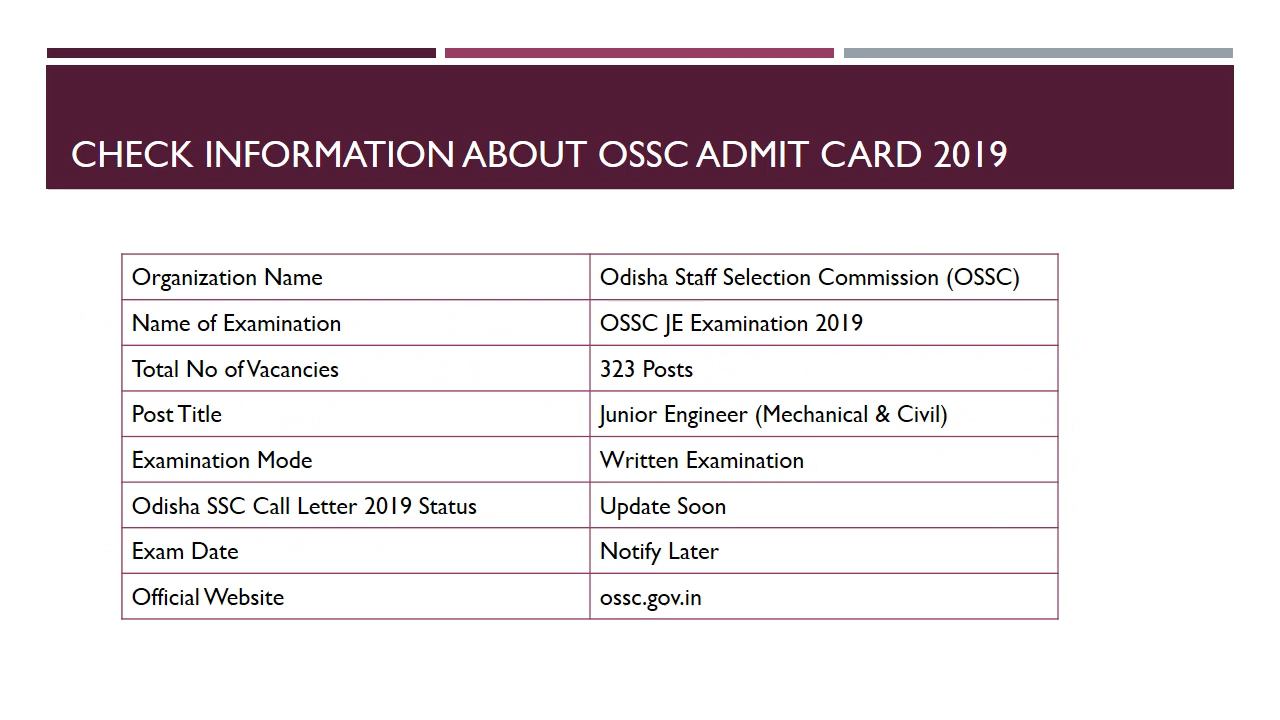 CHECK INFORMATION ABOUT OSSC ADMIT CARD 2019
Organization Name Odisha Staff Selection Commission (OSSC)
Name of Examination OSSC JE Examination 2019
Total No of Vacancies 323 Posts
Post Title Junior Engineer (Mechanical & Civil)
Examination Mode Written Examination
Odisha SSC Call Letter 2019 Status Update Soon
Exam Date Notify Later
Official Website ossc.gov.in